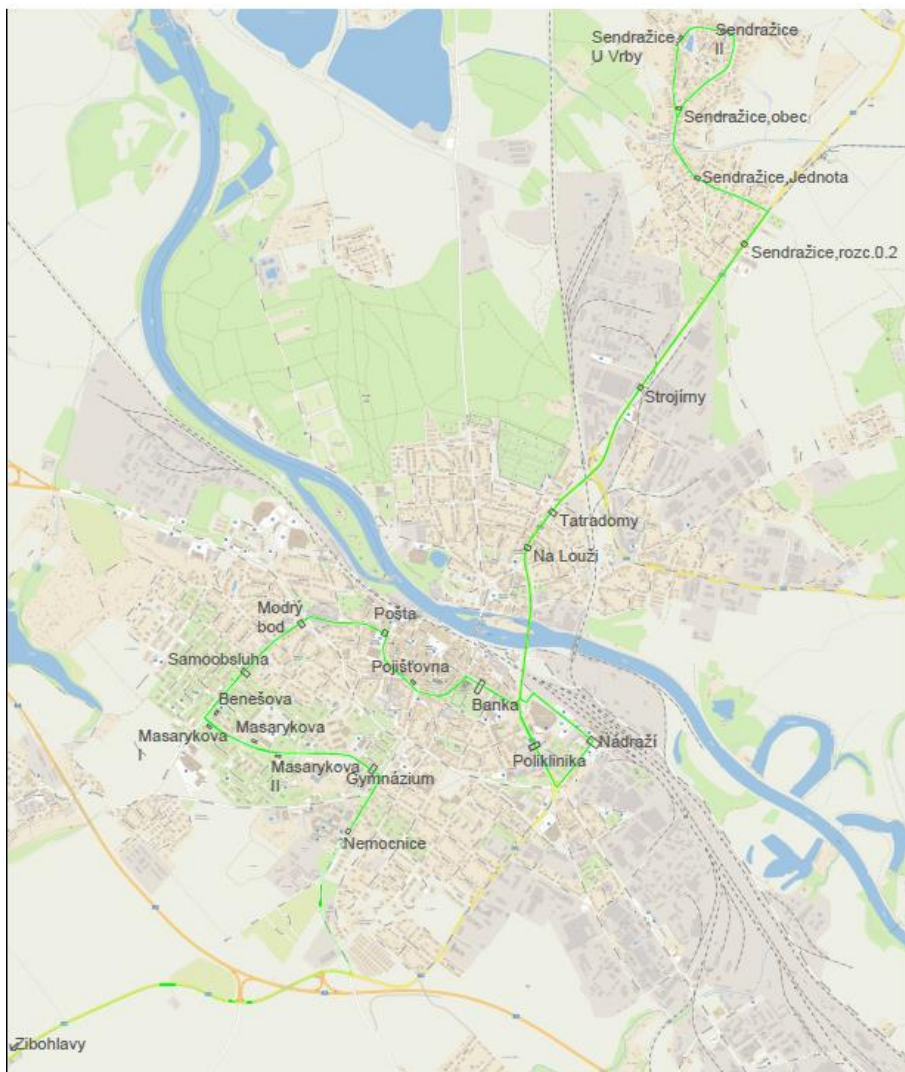 Sendražice
U Vrby
Sendražice
II
Sendražice,obec
Sendražice,Jednota
Sendražice,rozc.0.2
Strojírny
Tatradomy
Na Louži
Modrý
bod
Pošta
Samoobsluha
Pojišťovna
Benešova
Banka
Masarykova
I
Masarykova
Nádraží
Poliklinika
Masarykova
II
Gymnázium
Nemocnice
Zibohlavy